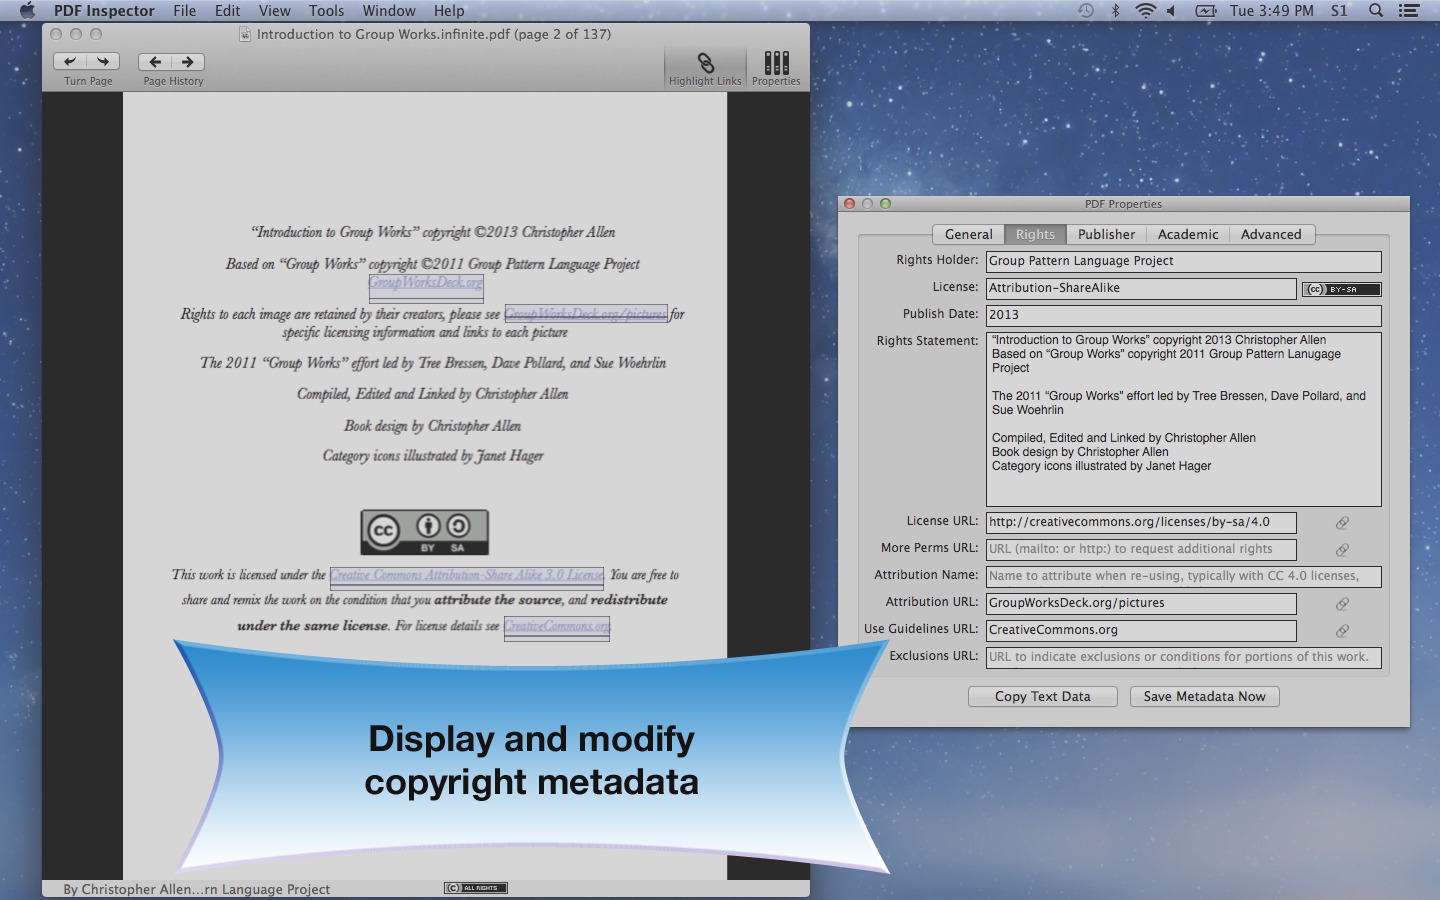 PDF Inspector File Edit View Tools Window Help
Tue 3:49 PM S1
Introduction to Group Works.infinite.pdf (page 2 of 137)
Turn Page Page History Highlight Links Properties
“Introduction to Group Works” copyright ©2013 Christopher Allen
Based on “Group Works” copyright ©2011 Group Pattern Language Project
GroupWorksDeck.org
Rights to each image are retained by their creators, please see GroupWorksDeck.org/pictures for
specific licensing information and links to each picture
The 2011 “Group Works” effort led by Tree Bressen, Dave Pollard, and Sue Woehrlin
Compiled, Edited and Linked by Christopher Allen
Book design by Christopher Allen
Category icons illustrated by Janet Hager
cc
BY SA
This work is licensed under the Creative Commons Attribution-Share Alike 3.0 License. You are free to
share and remix the work on the condition that you attribute the source, and redistribute
under the same license. For license details see CreativeCommons.org
Display and modify
copyright metadata
By Christopher Allen...rn Language Project
(C) ALL RIGHTS
PDF Properties
General Rights Publisher Academic Advanced
Rights Holder: Group Pattern Language Project
License: Attribution-ShareAlike (cc) BY-SA
Publish Date: 2013
Rights Statement: “Introduction to Group Works” copyright 2013 Christopher Allen
Based on “Group Works” copyright 2011 Group Pattern Lanugage
Project
The 2011 “Group Works” effort led by Tree Bressen, Dave Pollard, and
Sue Woehrlin
Compiled, Edited and Linked by Christopher Allen
Book design by Christopher Allen
Category icons illustrated by Janet Hager
License URL: http://creativecommons.org/licenses/by-sa/4.0
More Perms URL: URL (mailto: or http:) to request additional rights
Attribution Name: Name to attribute when re-using, typically with CC 4.0 licenses,
Attribution URL: GroupWorksDeck.org/pictures
Use Guidelines URL: CreativeCommons.org
Exclusions URL: URL to indicate exclusions or conditions for portions of this work.
Copy Text Data Save Metadata Now